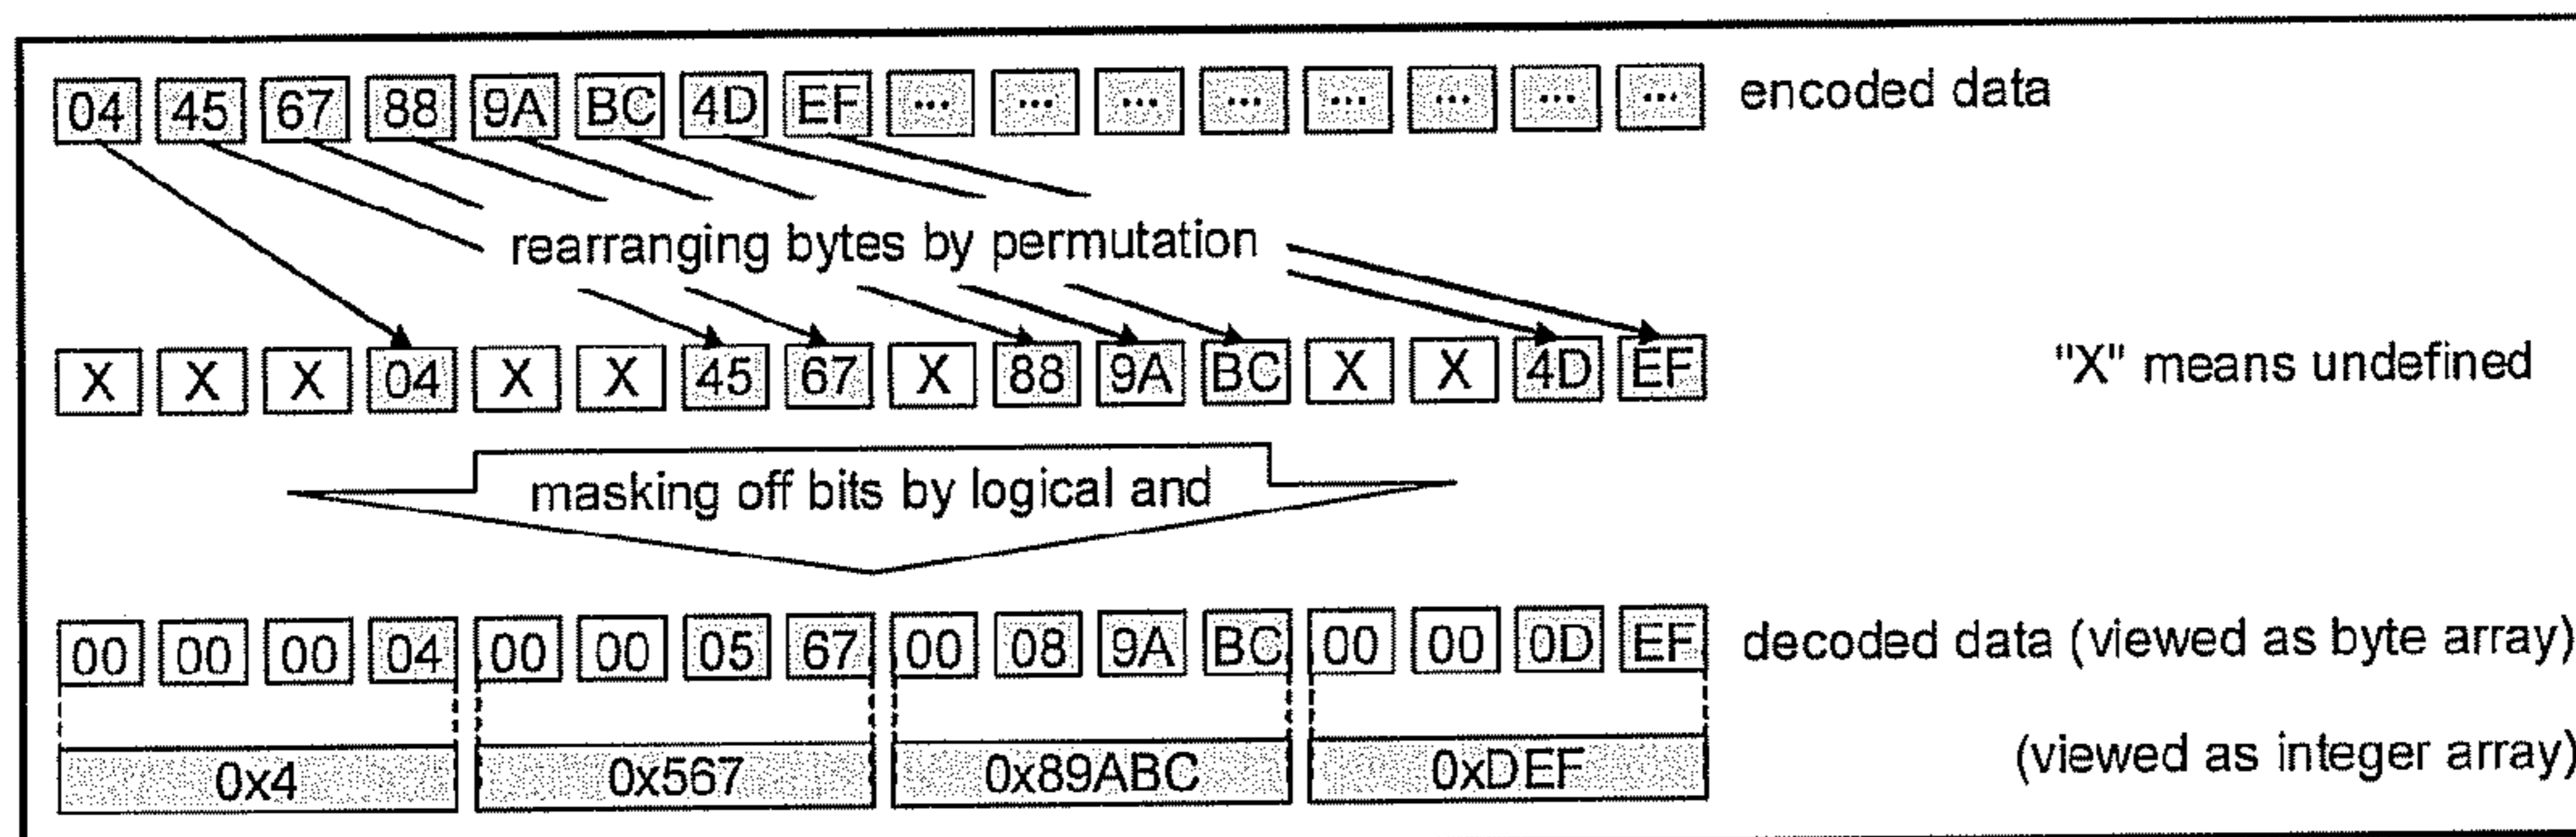 04 45 67 88 9A BC 4D EF ... ... ... ... ... ... ... ... encoded data
rearranging bytes by permutation
X X X 04 X X 45 67 X 88 9A BC X X 4D EF "X" means undefined
masking off bits by logical and
00 00 00 04 00 00 05 67 00 08 9A BC 00 00 0D EF decoded data (viewed as byte array)
0x4 0x567 0x89ABC 0xDEF (viewed as integer array)